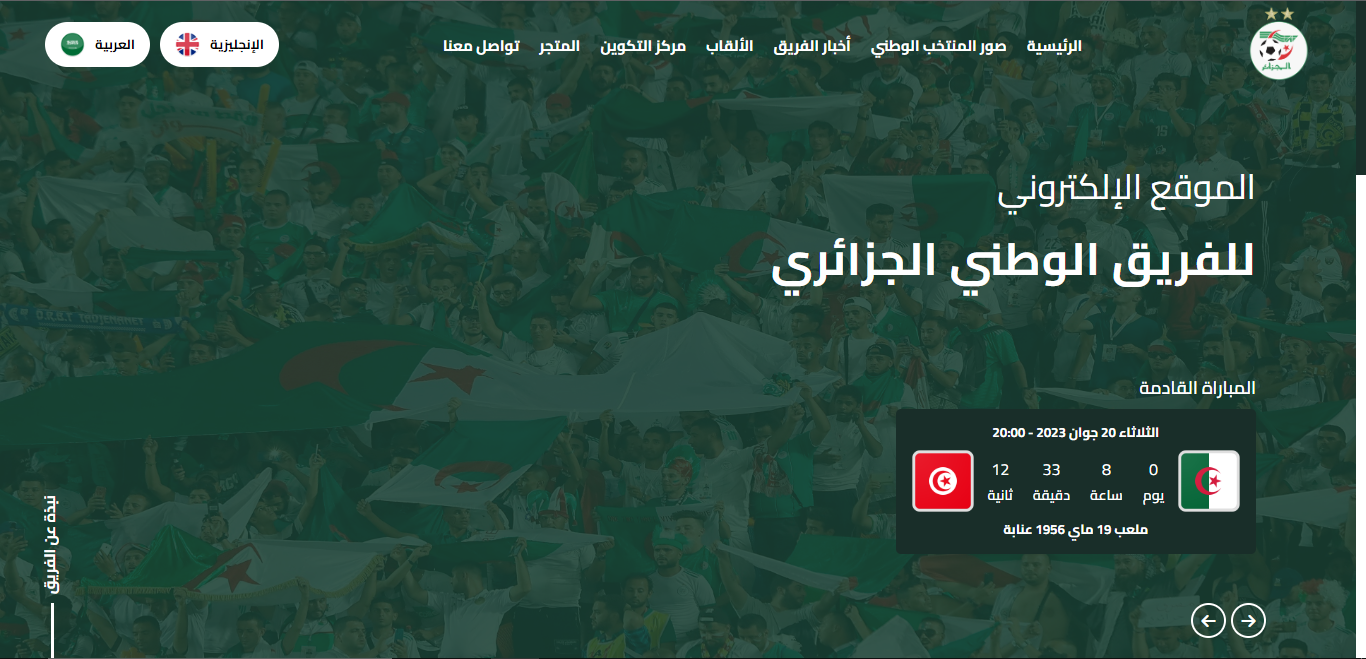 الرئيسية
صور المنتخب الوطني
أخبار الفريق
الألقاب
مركز التكوين
المتجر
تواصل معنا
الإنجليزية
العربية
الموقع الإلكتروني
للفريق الوطني الجزائري
المباراة القادمة
الثلاثاء 20 جوان 2023 - 20:00
0 8 33 12
يوم ساعة دقيقة ثانية
ملعب 19 ماي 1956 عنابة
نبذة عن الفريق
الجزائر
15